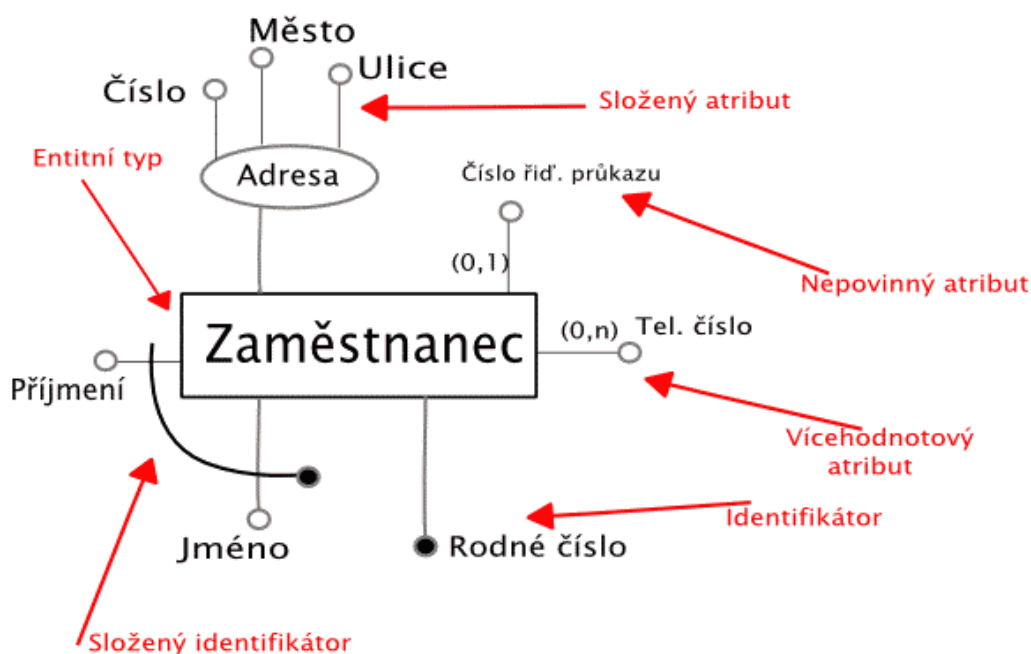 Město
Ulice
Číslo
Složený atribut
Entitní typ
Adresa
Číslo řiď. průkazu
(0,1)
Nepovinný atribut
Zaměstnanec
(0,n)
Tel. číslo
Příjmení
Vícehodnotový
atribut
Identifikátor
Jméno
Rodné číslo
Složený identifikátor